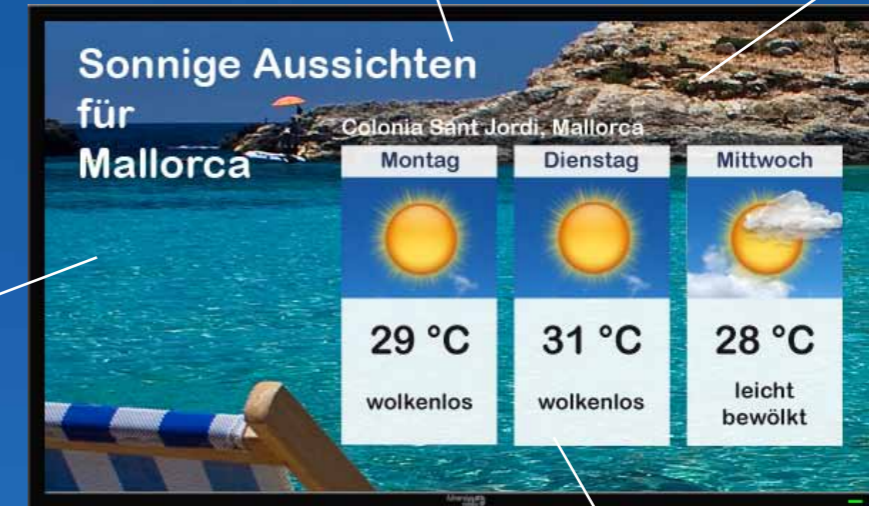 Sonnige Aussichten
für
Mallorca
Colonia Sant Jordi, Mallorca
Montag
Dienstag
Mittwoch
29 °C
31 °C
28 °C
wolkenlos
wolkenlos
leicht
bewölkt